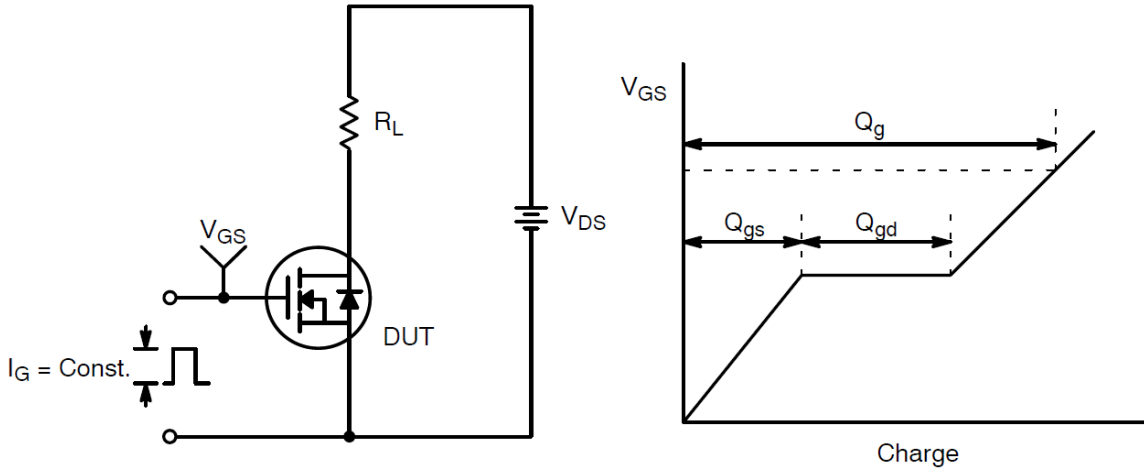 R_L
V_GS
V_DS
DUT
I_G = Const.
V_GS
Q_g
Q_gs
Q_gd
Charge